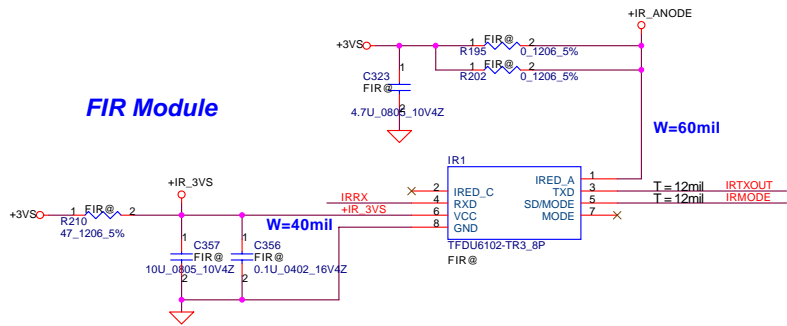 +IR_ANODE
+3VS
1 FIR@ 2
R195 0_1206_5%
1 FIR@ 2
R202 0_1206_5%
1
C323
FIR@
2
4.7U_0805_10V4Z
FIR Module
W=60mil
IR1
+IR_3VS
IRRX
+IR_3VS
W=40mil
2 IRED_C
4 RXD
6 VCC
8 GND
IRED_A 1
TXD 3
SD/MODE 5
MODE 7
T = 12mil IRTXOUT
T = 12mil IRMODE
TFDU6102-TR3_8P
FIR@
+3VS
1 FIR@ 2
R210
47_1206_5%
1
C357
FIR@
10U_0805_10V4Z
2
1
C356
FIR@
0.1U_0402_16V4Z
2